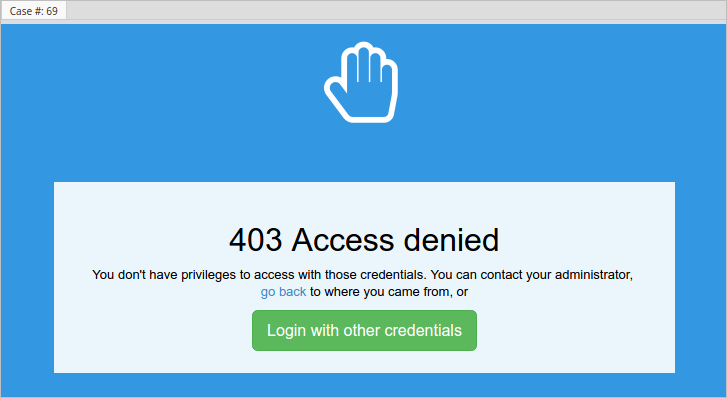 Case #: 69
403 Access denied
You don't have privileges to access with those credentials. You can contact your administrator,
go back to where you came from, or
Login with other credentials